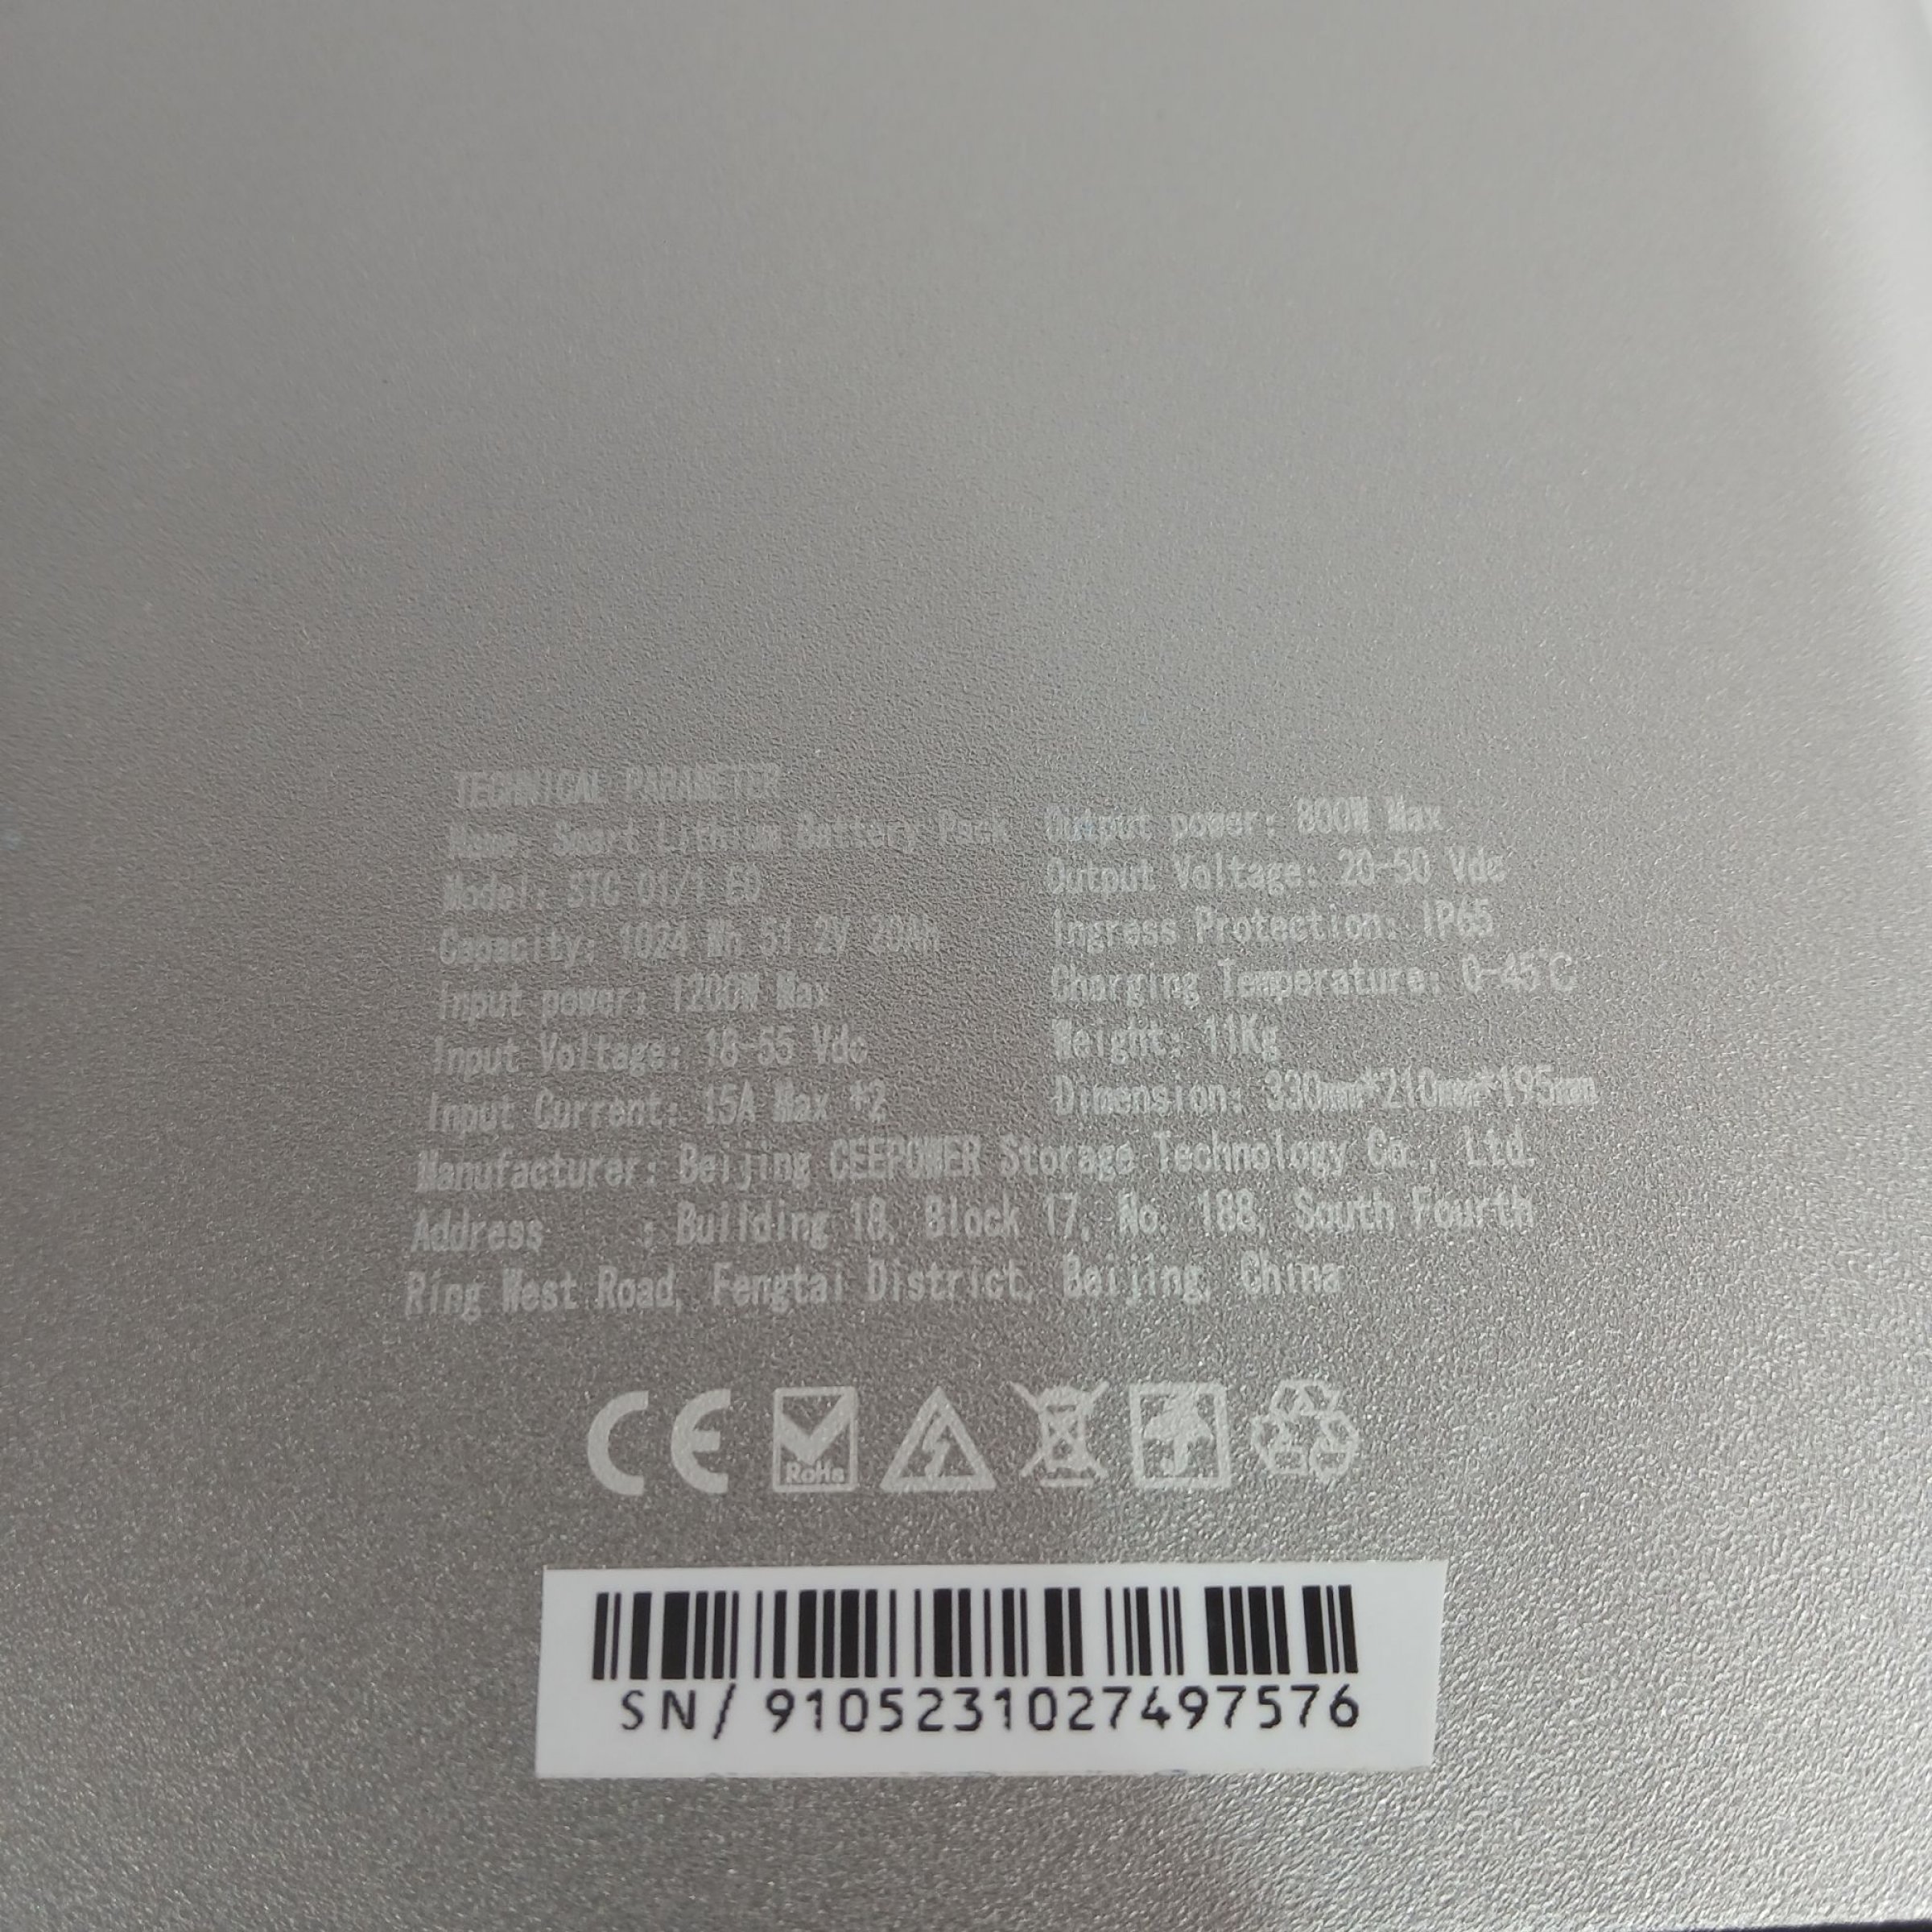 TECHNICAL PARAMETER
Name: Smart Lithium Battery Pack
Model: STC 01/1 E0
Capacity: 1024 Wh 51.2V 20Ah
Input power: 1200W Max
Input Voltage: 18-55 Vdc
Input Current: 15A Max *2
Output power: 800W Max
Output Voltage: 20-50 Vdc
Ingress Protection: IP65
Charging Temperature: 0-45℃
Weight: 11Kg
Dimension: 330mm*210mm*195mm
Manufacturer: Beijing CEEPOWER Storage Technology Co., Ltd.
Address : Building 18, Block 17, No. 188, South Fourth
Ring West Road, Fengtai District, Beijing, China
CE RoHs
SN/ 9105231027497576